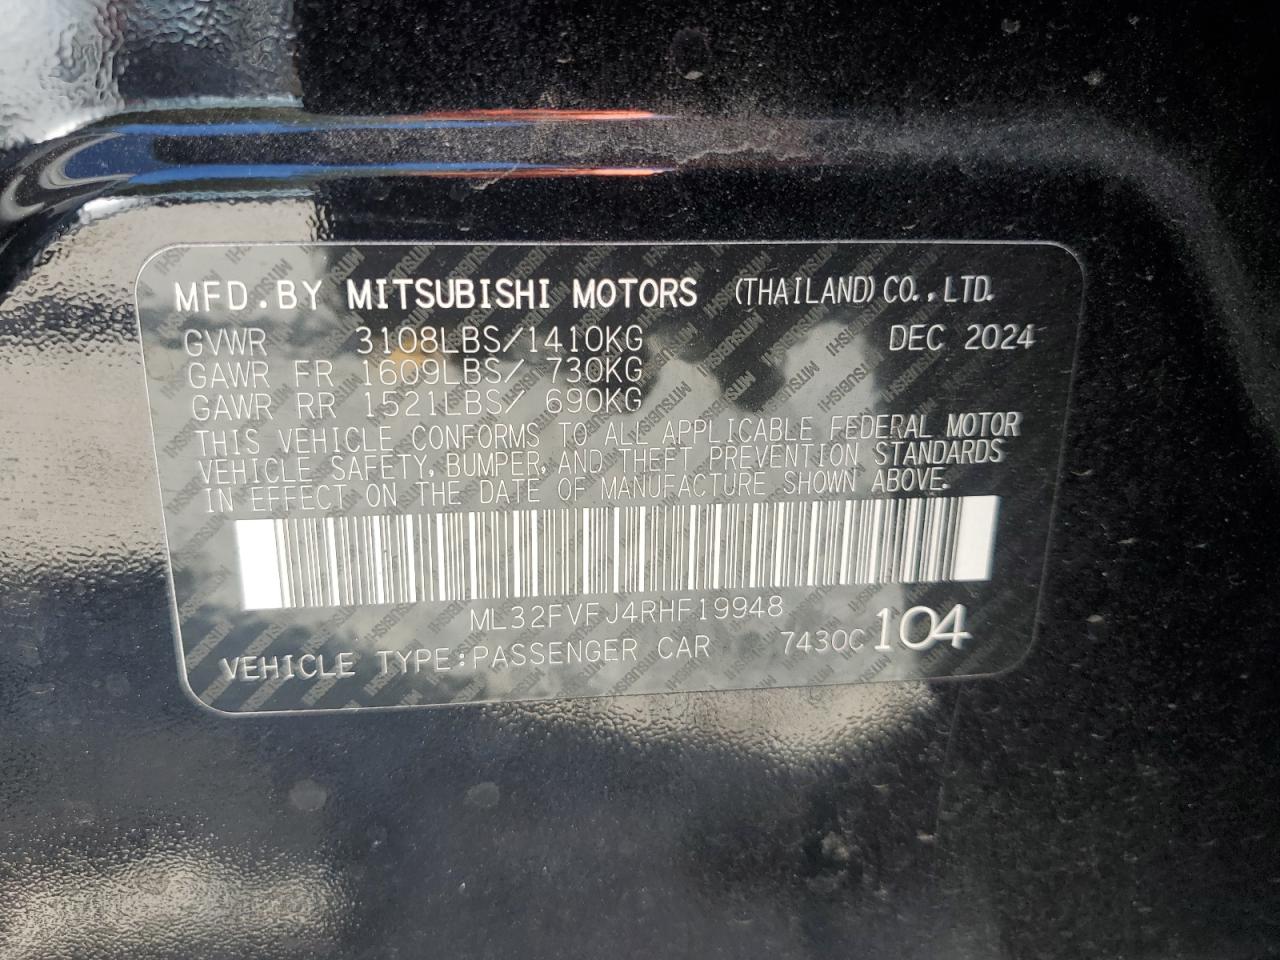 MFD.BY MITSUBISHI MOTORS (THAILAND) CO., LTD.
GVWR 3108LBS/1410KG DEC 2024
GAWR FR 1609LBS/ 730KG
GAWR RR 1521LBS/ 690KG
THIS VEHICLE CONFORMS TO ALL APPLICABLE FEDERAL MOTOR
VEHICLE SAFETY, BUMPER, AND THEFT PREVENTION STANDARDS
IN EFFECT ON THE DATE OF MANUFACTURE SHOWN ABOVE.
ML32FVFJ4RHF19948
VEHICLE TYPE:PASSENGER CAR 7430C 104